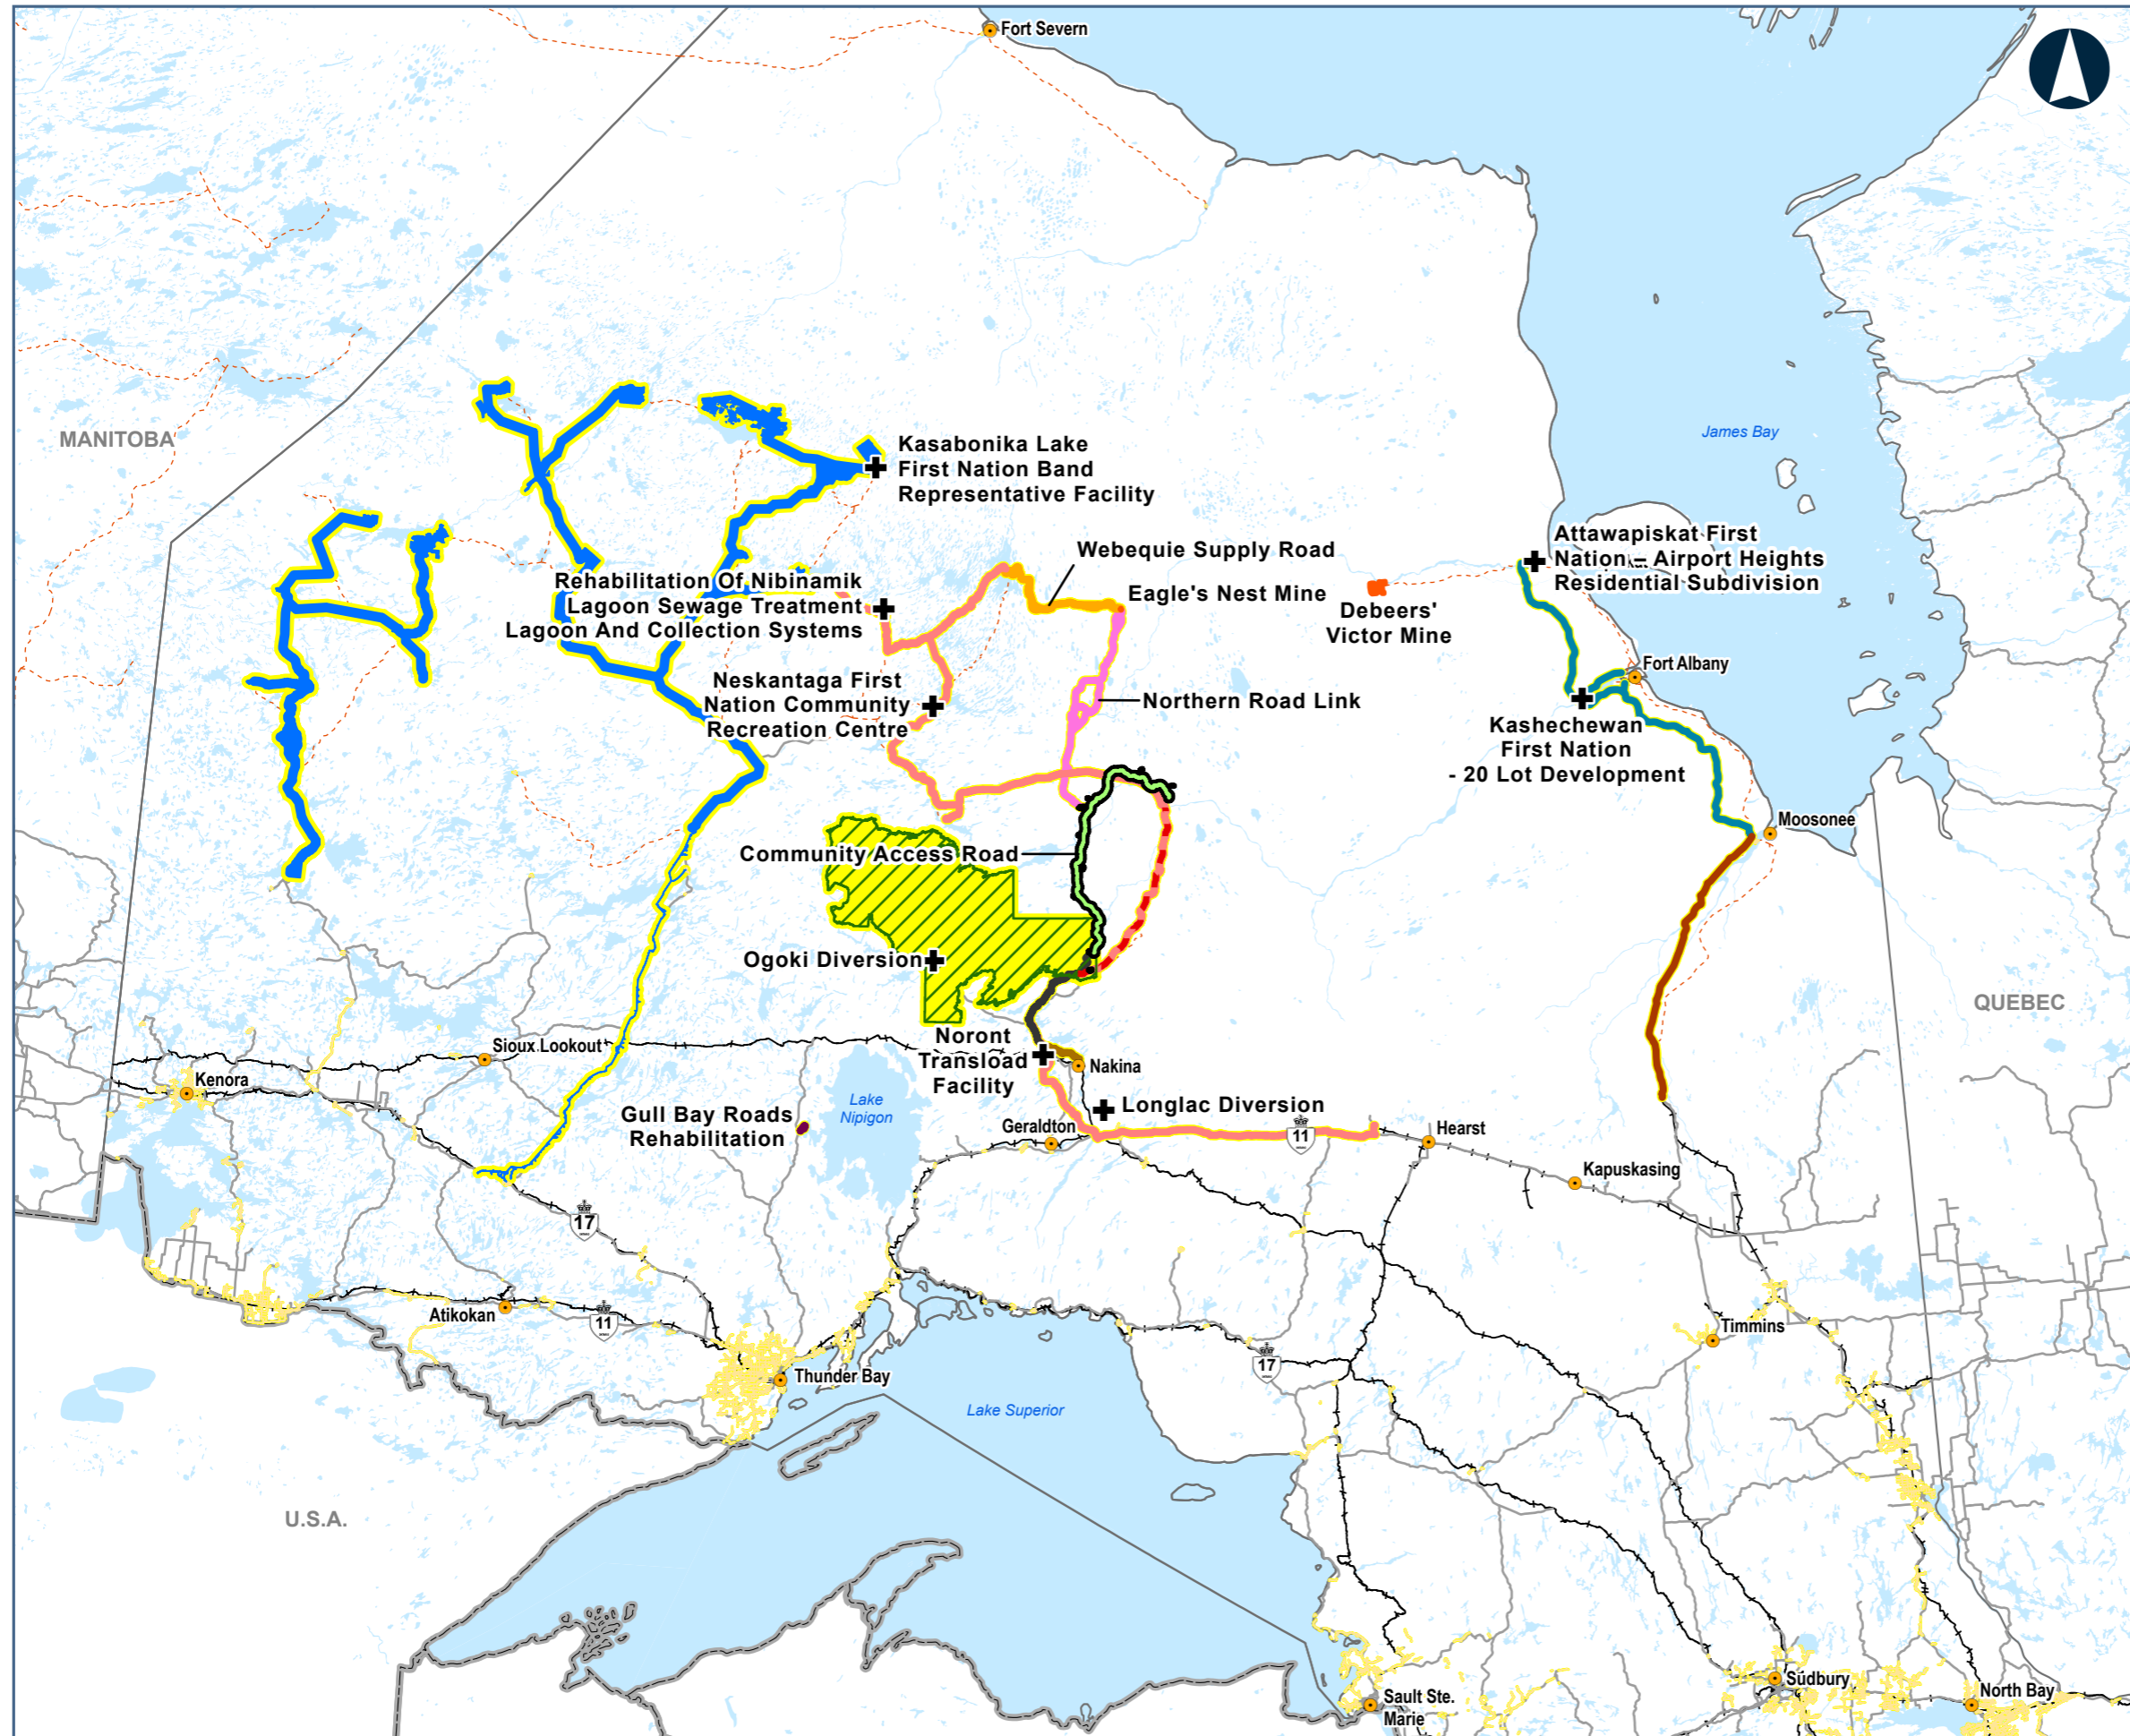 Fort Severn
MANITOBA
James Bay
Kasabonika Lake
First Nation Band
Representative Facility
Webequie Supply Road
Attawapiskat First
Nation – Airport Heights
Residential Subdivision
Rehabilitation Of Nibinamik
Lagoon Sewage Treatment
Lagoon And Collection Systems
Eagle's Nest Mine
Debeers'
Victor Mine
Fort Albany
Neskantaga First
Nation Community
Recreation Centre
Northern Road Link
Kashechewan
First Nation
- 20 Lot Development
Moosonee
Community Access Road
Ogoki Diversion
QUEBEC
Noront
Transload
Facility
Sioux Lookout
Nakina
Kenora
Lake
Nipigon
Gull Bay Roads
Rehabilitation
Longlac Diversion
Geraldton
11
Hearst
Kapuskasing
17
Atikokan
11
Timmins
17
Thunder Bay
Lake Superior
U.S.A.
Sudbury
North Bay
Sault Ste.
Marie